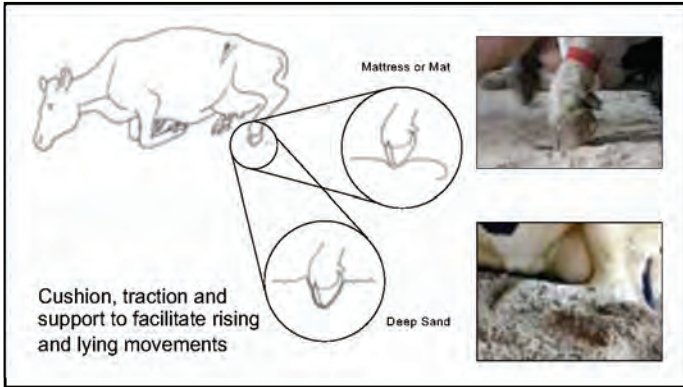 Mattress or Mat
Deep Sand
Cushion, traction and
support to facilitate rising
and lying movements